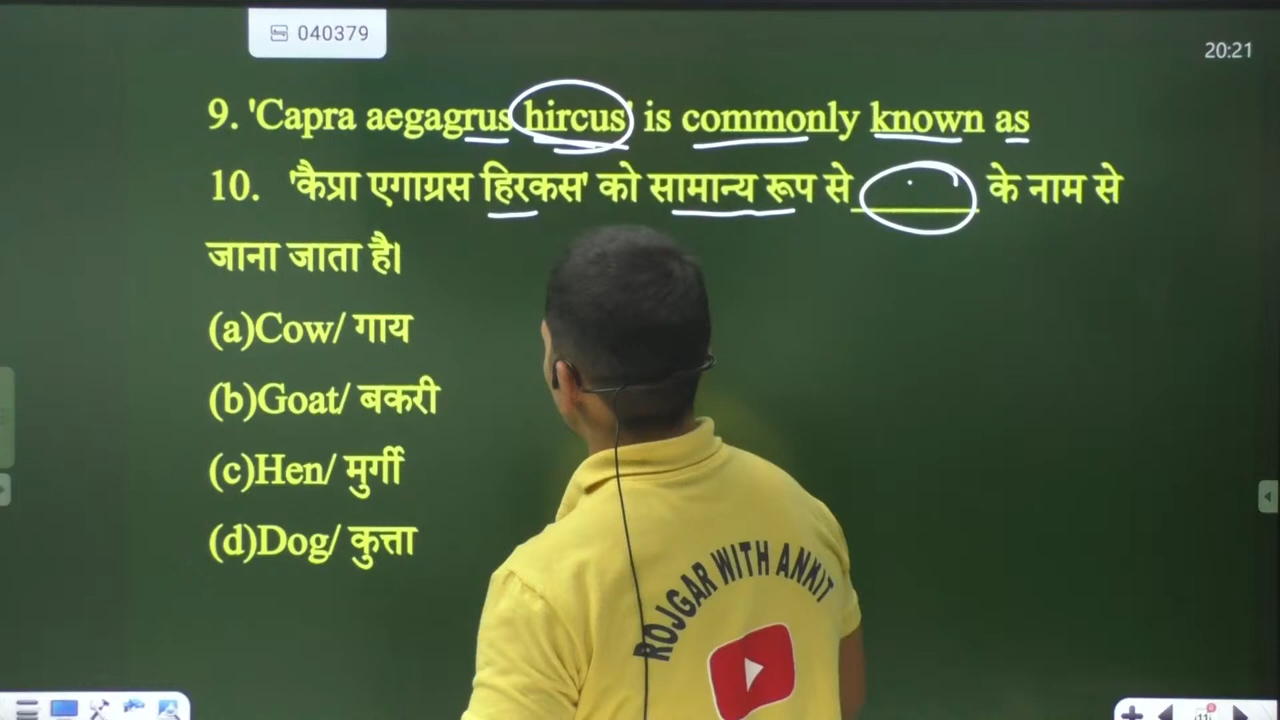 040379
20:21
9. 'Capra aegagrus hircus' is commonly known as
10. 'कैप्रा एगाग्रस हिरकस' को सामान्य रूप से ______ के नाम से
जाना जाता है।
(a)Cow/ गाय
(b)Goat/ बकरी
(c)Hen/ मुर्गी
(d)Dog/ कुत्ता
ROJGAR WITH ANKIT